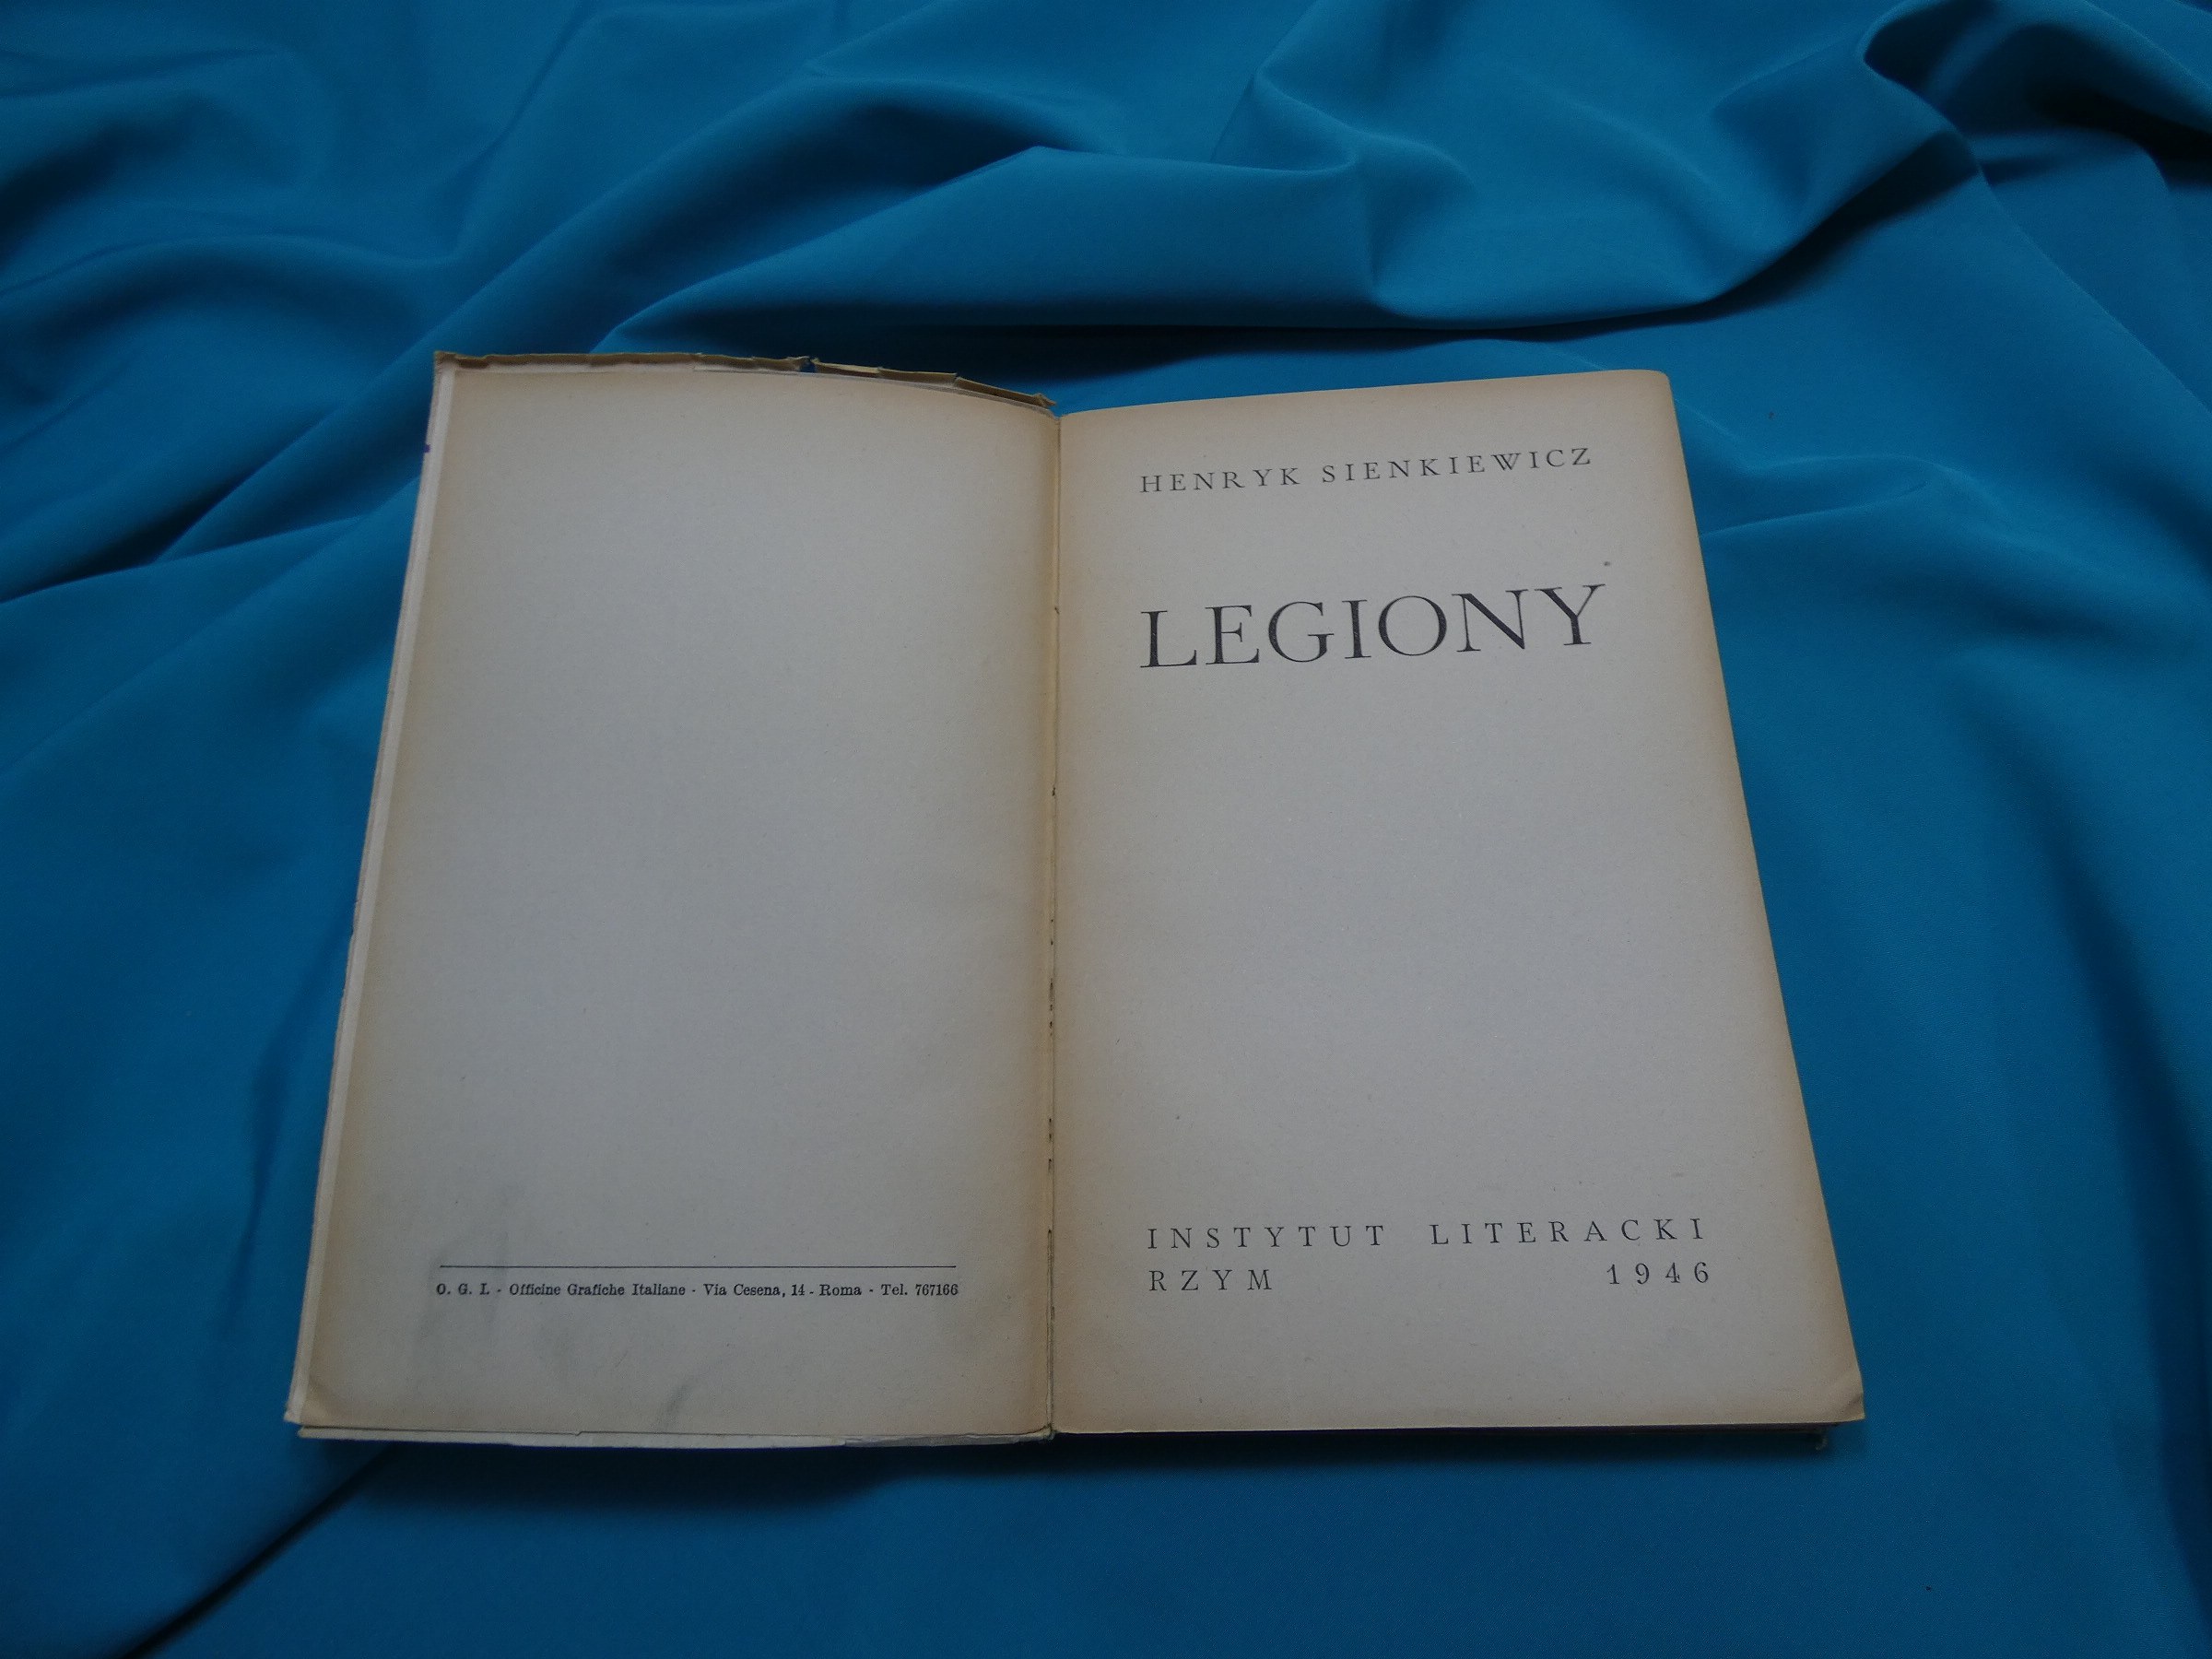 O. G. I. - Officine Grafiche Italiane - Via Cesena, 14 - Roma - Tel. 767166
HENRYK SIENKIEWICZ
LEGIONY
INSTYTUT LITERACKI
RZYM 1946